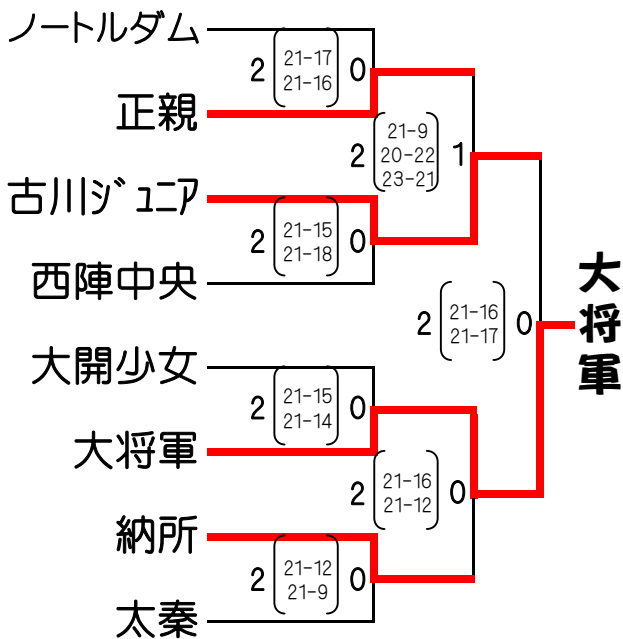 ノートルダム
2 21-17 0
21-16
正親
2 21-9 1
20-22
23-21
古川ジュニア
2 21-15 0
21-18
西陣中央
大将軍
2 21-16 0
21-17
大開少女
2 21-15 0
21-14
大将軍
2 21-16 0
21-12
納所
2 21-12 0
21-9
太秦